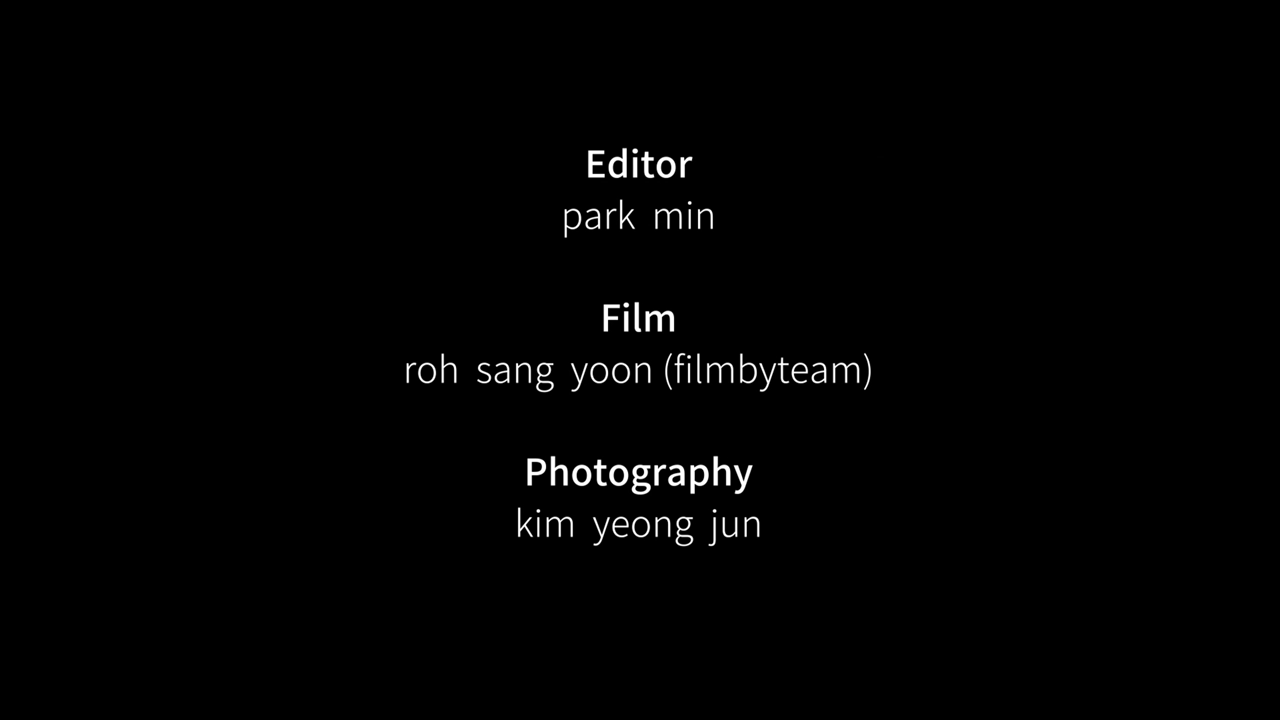 Editor
park min
Film
roh sang yoon (filmbyteam)
Photography
kim yeong jun